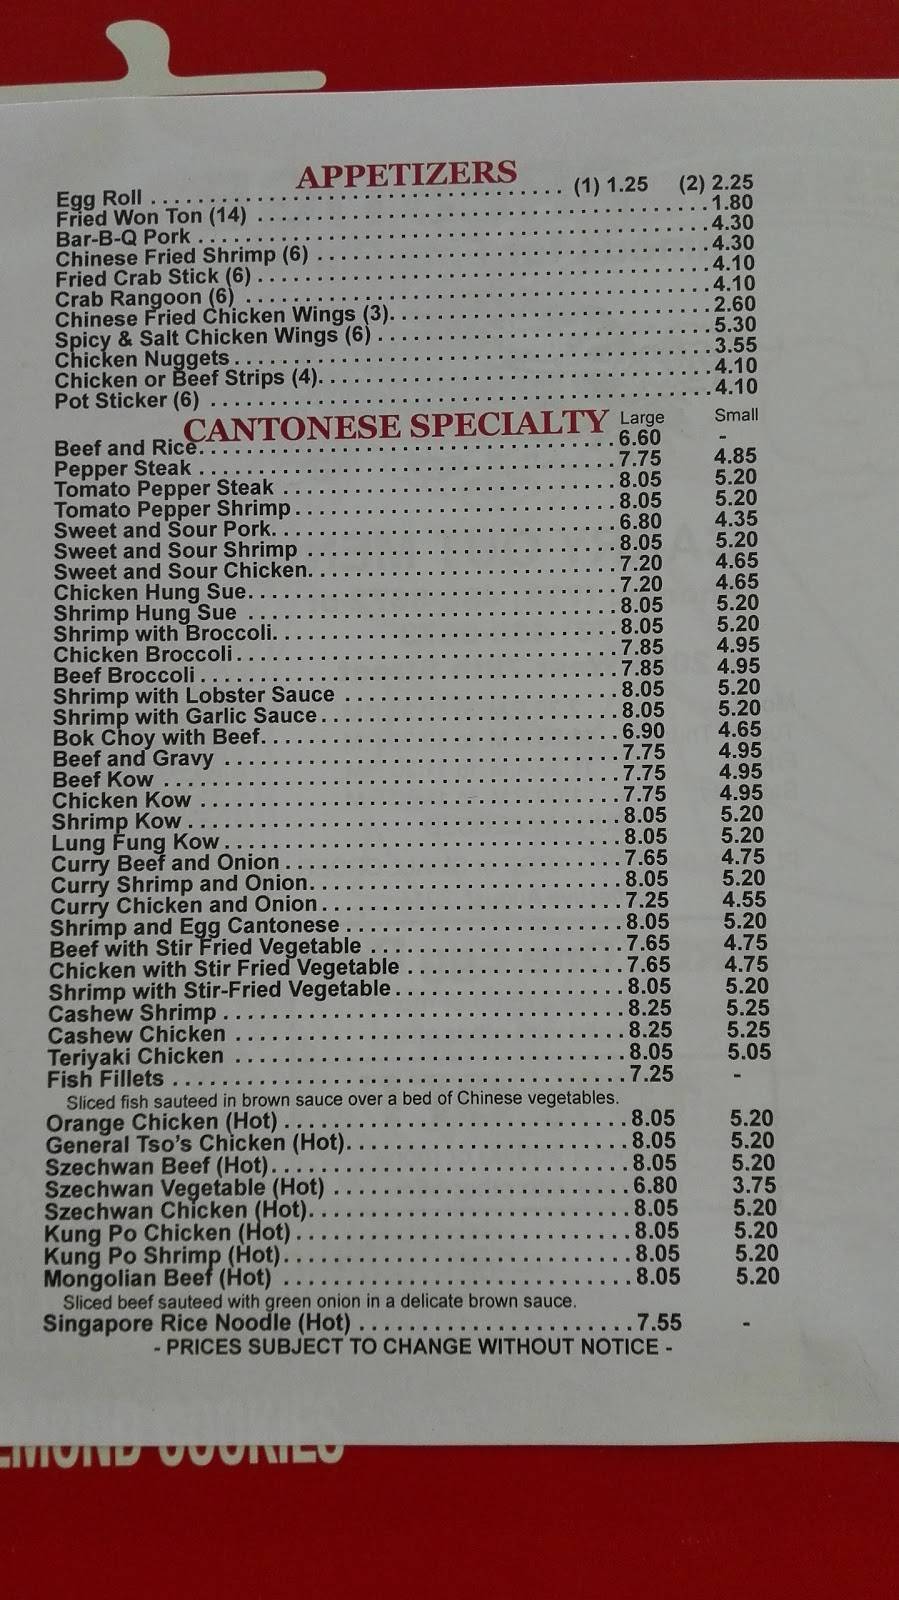 APPETIZERS
Egg Roll . . . . . . . . . . . . . . . . . . . . . . . . . . . . . . . . . . . (1) 1.25 (2) 2.25
Fried Won Ton (14) . . . . . . . . . . . . . . . . . . . . . . . . . . . . . . 1.80
Bar-B-Q Pork . . . . . . . . . . . . . . . . . . . . . . . . . . . . . . 4.30
Chinese Fried Shrimp (6) . . . . . . . . . . . . . . . . . . . . . . . . . 4.30
Fried Crab Stick (6) . . . . . . . . . . . . . . . . . . . . . . . . . . . . 4.10
Crab Rangoon (6) . . . . . . . . . . . . . . . . . . . . . . . . . . . . 4.10
Chinese Fried Chicken Wings (3). . . . . . . . . . . . . . . . . . . . 2.60
Spicy & Salt Chicken Wings (6) . . . . . . . . . . . . . . . . . . . . 5.30
Chicken Nuggets . . . . . . . . . . . . . . . . . . . . . . . . . . . . 3.55
Chicken or Beef Strips (4). . . . . . . . . . . . . . . . . . . . . . . . 4.10
Pot Sticker (6) . . . . . . . . . . . . . . . . . . . . . . . . . . . . . . 4.10
CANTONESE SPECIALTY Large Small
Beef and Rice. . . . . . . . . . . . . . . . . . . . . . . . 6.60 -
Pepper Steak . . . . . . . . . . . . . . . . . . . . . . . . 7.75 4.85
Tomato Pepper Steak . . . . . . . . . . . . . . . . . . . . 8.05 5.20
Tomato Pepper Shrimp . . . . . . . . . . . . . . . . . . . . 8.05 5.20
Sweet and Sour Pork. . . . . . . . . . . . . . . . . . . . . 6.80 4.35
Sweet and Sour Shrimp . . . . . . . . . . . . . . . . . . . 8.05 5.20
Sweet and Sour Chicken. . . . . . . . . . . . . . . . . . . 7.20 4.65
Chicken Hung Sue. . . . . . . . . . . . . . . . . . . . . . 7.20 4.65
Shrimp Hung Sue . . . . . . . . . . . . . . . . . . . . . . 8.05 5.20
Shrimp with Broccoli. . . . . . . . . . . . . . . . . . . . . 8.05 5.20
Chicken Broccoli . . . . . . . . . . . . . . . . . . . . . . . 7.85 4.95
Beef Broccoli . . . . . . . . . . . . . . . . . . . . . . . . . 7.85 4.95
Shrimp with Lobster Sauce . . . . . . . . . . . . . . . . . 8.05 5.20
Shrimp with Garlic Sauce . . . . . . . . . . . . . . . . . . 8.05 5.20
Bok Choy with Beef. . . . . . . . . . . . . . . . . . . . . . 6.90 4.65
Beef and Gravy . . . . . . . . . . . . . . . . . . . . . . . . 7.75 4.95
Beef Kow . . . . . . . . . . . . . . . . . . . . . . . . . . . 7.75 4.95
Chicken Kow . . . . . . . . . . . . . . . . . . . . . . . . . 7.75 4.95
Shrimp Kow . . . . . . . . . . . . . . . . . . . . . . . . . . 8.05 5.20
Lung Fung Kow . . . . . . . . . . . . . . . . . . . . . . . . 8.05 5.20
Curry Beef and Onion . . . . . . . . . . . . . . . . . . . . 7.65 4.75
Curry Shrimp and Onion. . . . . . . . . . . . . . . . . . . 8.05 5.20
Curry Chicken and Onion . . . . . . . . . . . . . . . . . . 7.25 4.55
Shrimp and Egg Cantonese . . . . . . . . . . . . . . . . . 8.05 5.20
Beef with Stir Fried Vegetable . . . . . . . . . . . . . . . 7.65 4.75
Chicken with Stir Fried Vegetable . . . . . . . . . . . . . 7.65 4.75
Shrimp with Stir-Fried Vegetable . . . . . . . . . . . . . . 8.05 5.20
Cashew Shrimp . . . . . . . . . . . . . . . . . . . . . . . . 8.25 5.25
Cashew Chicken . . . . . . . . . . . . . . . . . . . . . . . 8.25 5.25
Teriyaki Chicken . . . . . . . . . . . . . . . . . . . . . . . 8.05 5.05
Fish Fillets . . . . . . . . . . . . . . . . . . . . . . . . . . . 7.25 -
Sliced fish sauteed in brown sauce over a bed of Chinese vegetables.
Orange Chicken (Hot) . . . . . . . . . . . . . . . . . . . . 8.05 5.20
General Tso's Chicken (Hot). . . . . . . . . . . . . . . . . 8.05 5.20
Szechwan Beef (Hot). . . . . . . . . . . . . . . . . . . . . 8.05 5.20
Szechwan Vegetable (Hot) . . . . . . . . . . . . . . . . . . 6.80 3.75
Szechwan Chicken (Hot). . . . . . . . . . . . . . . . . . . 8.05 5.20
Kung Po Chicken (Hot) . . . . . . . . . . . . . . . . . . . . 8.05 5.20
Kung Po Shrimp (Hot). . . . . . . . . . . . . . . . . . . . . 8.05 5.20
Mongolian Beef (Hot) . . . . . . . . . . . . . . . . . . . . . 8.05 5.20
Sliced beef sauteed with green onion in a delicate brown sauce.
Singapore Rice Noodle (Hot) . . . . . . . . . . . . . . . . . 7.55 -
- PRICES SUBJECT TO CHANGE WITHOUT NOTICE -
COOKIES